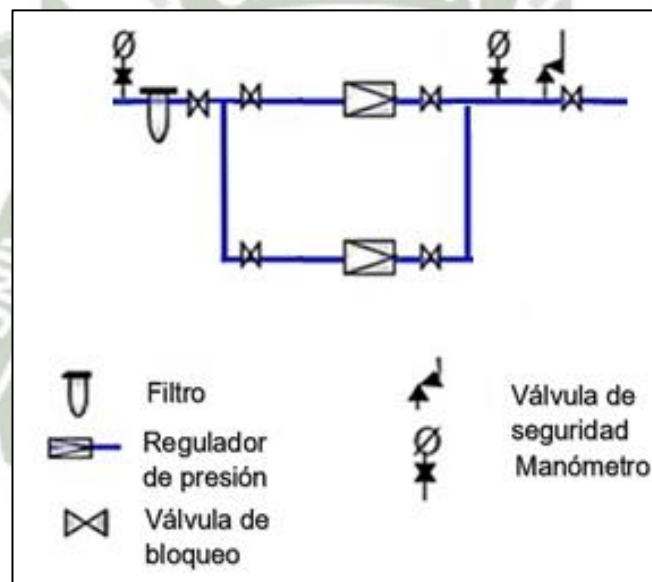 Filtro
Regulador
de presión
Válvula de
bloqueo
Válvula de
seguridad
Manómetro